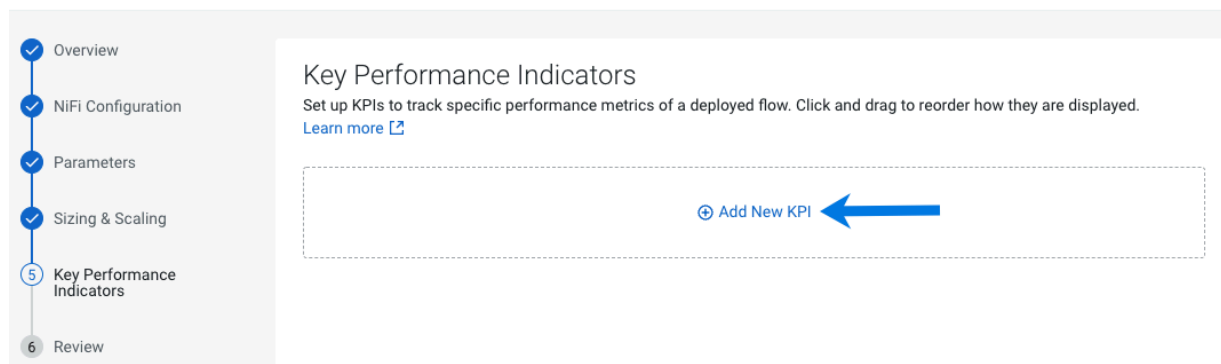 Overview
NiFi Configuration
Parameters
Sizing & Scaling
5 Key Performance
Indicators
6 Review
Key Performance Indicators
Set up KPIs to track specific performance metrics of a deployed flow. Click and drag to reorder how they are displayed.
Learn more
Add New KPI